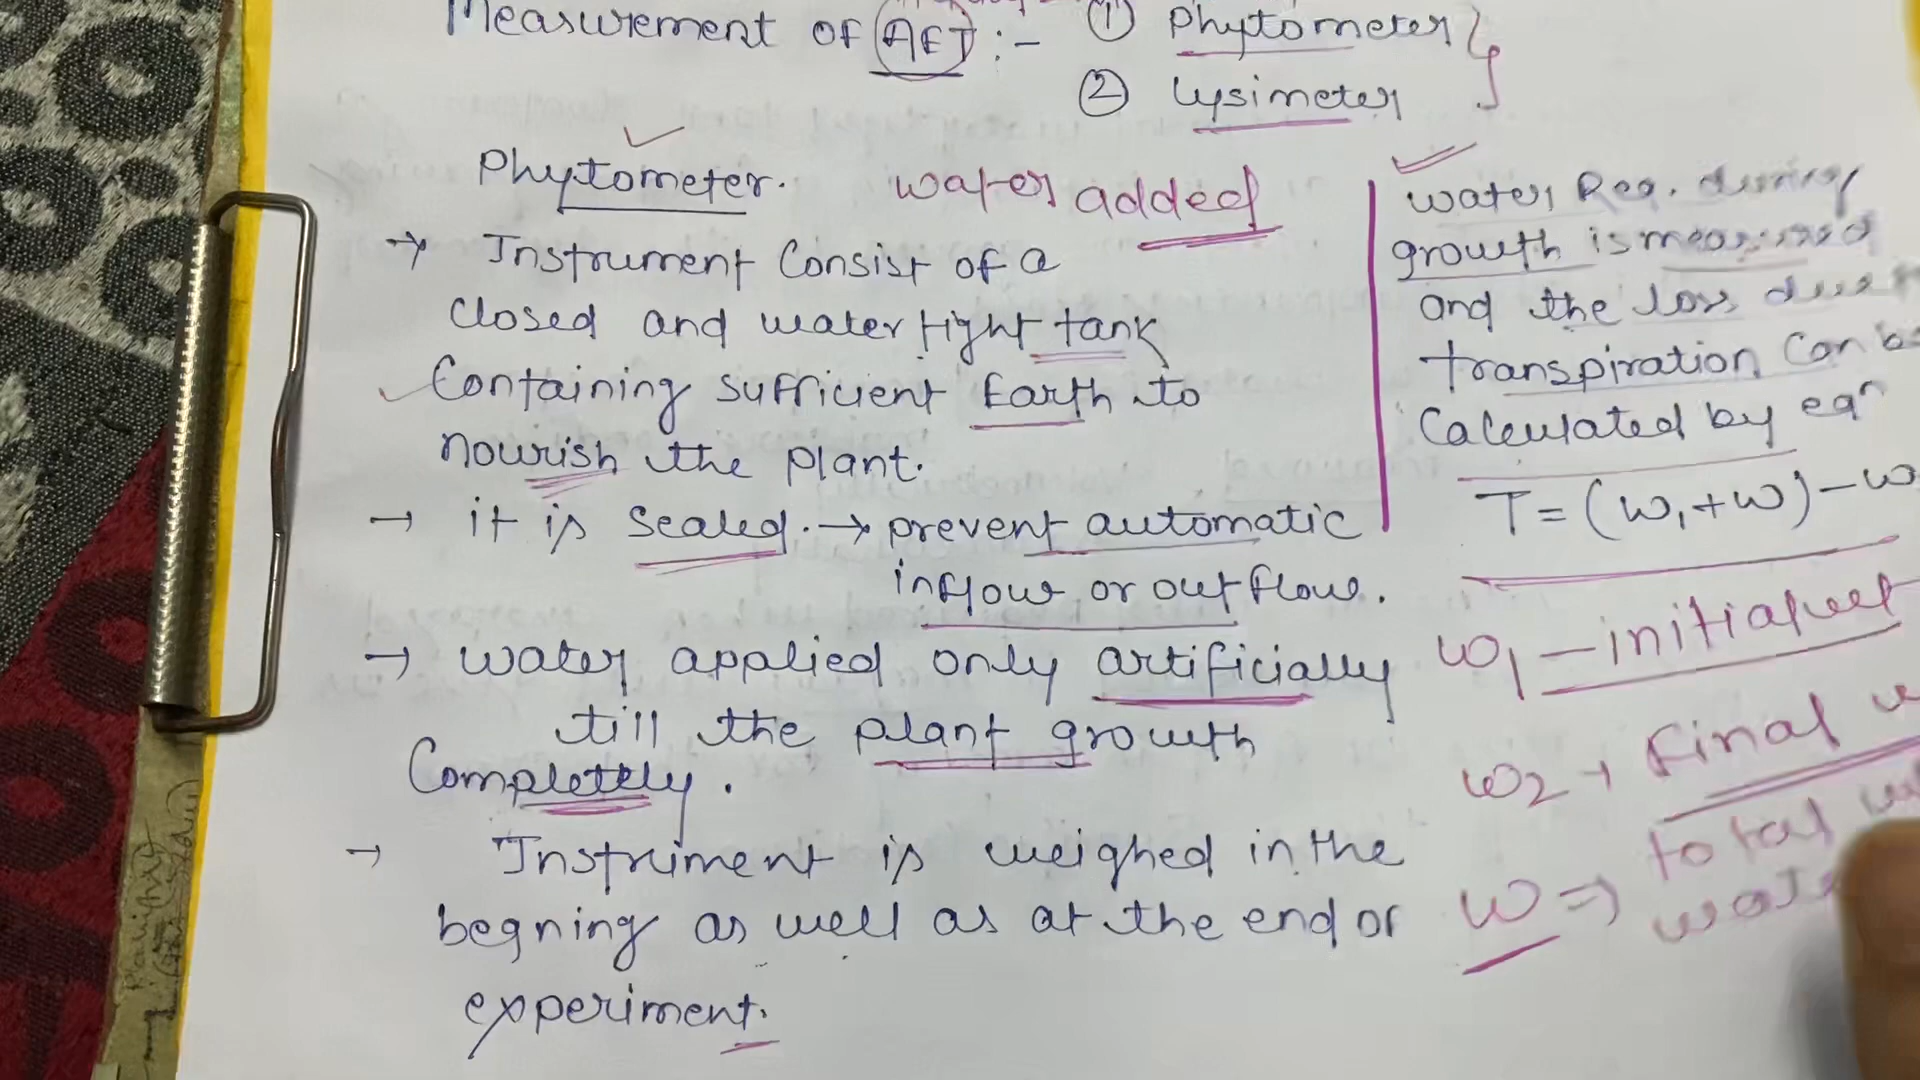 Measurement of AET :- ① Phytometer
② Lysimeter
Phytometer. water added
→ Instrument Consist of a
closed and water tight tank
Containing sufficient Earth to
nourish the plant.
→ it is sealed. → prevent automatic
inflow or outflow.
→ water applied only artificially
till the plant growth
Completely.
→ Instriment is weighed in the
begning as well as at the end of
experiment.
water Req. during
growth is measured
and the loss due
transpiration can be
Calculated by eqn
T = (w1+w)-w
w1 - initial
w2 → Final
w ⇒ total